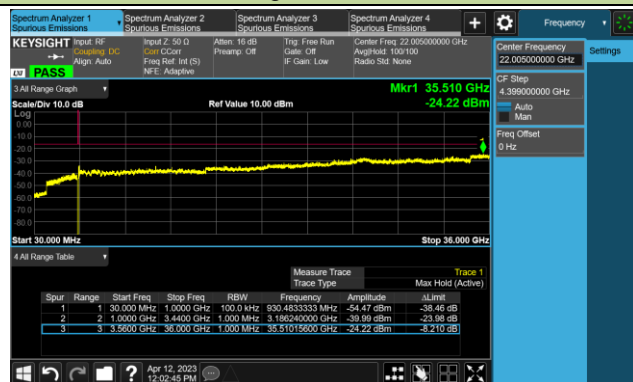 Spectrum Analyzer 1
Spurious Emissions
Spectrum Analyzer 2
Spurious Emissions
Spectrum Analyzer 3
Spurious Emissions
Spectrum Analyzer 4
Spurious Emissions
Frequency
KEYSIGHT
Input: RF
Coupling: DC
Align: Auto
Input Z: 50 Ω
Corr CCorr
Freq Ref: Int (S)
NFE: Adaptive
Atten: 16 dB
Preamp: Off
Trig: Free Run
Gate: Off
IF Gain: Low
Center Freq: 22.005000000 GHz
Avg|Hold: 100/100
Radio Std: None
LXI PASS
3 All Range Graph
Mkr1 35.510 GHz
Scale/Div 10.0 dB
Ref Value 10.00 dBm
-24.22 dBm
Log
0.00
-10.0
-20.0
-30.0
-40.0
-50.0
-60.0
-70.0
-80.0
1
Start 30.000 MHz
Stop 36.000 GHz
4 All Range Table
Measure Trace
Trace 1
Trace Type
Max Hold (Active)
Spur Range Start Freq Stop Freq RBW Frequency Amplitude ΔLimit
1 1 30.000 MHz 1.0000 GHz 100.0 kHz 930.4833333 MHz -54.47 dBm -38.46 dB
2 2 1.0000 GHz 3.4400 GHz 1.000 MHz 3.186240000 GHz -39.99 dBm -23.98 dB
3 3 3.5600 GHz 36.000 GHz 1.000 MHz 35.51015600 GHz -24.22 dBm -8.210 dB
Center Frequency
22.005000000 GHz
Settings
CF Step
4.399000000 GHz
Auto
Man
Freq Offset
0 Hz
Apr 12, 2023
12:02:45 PM